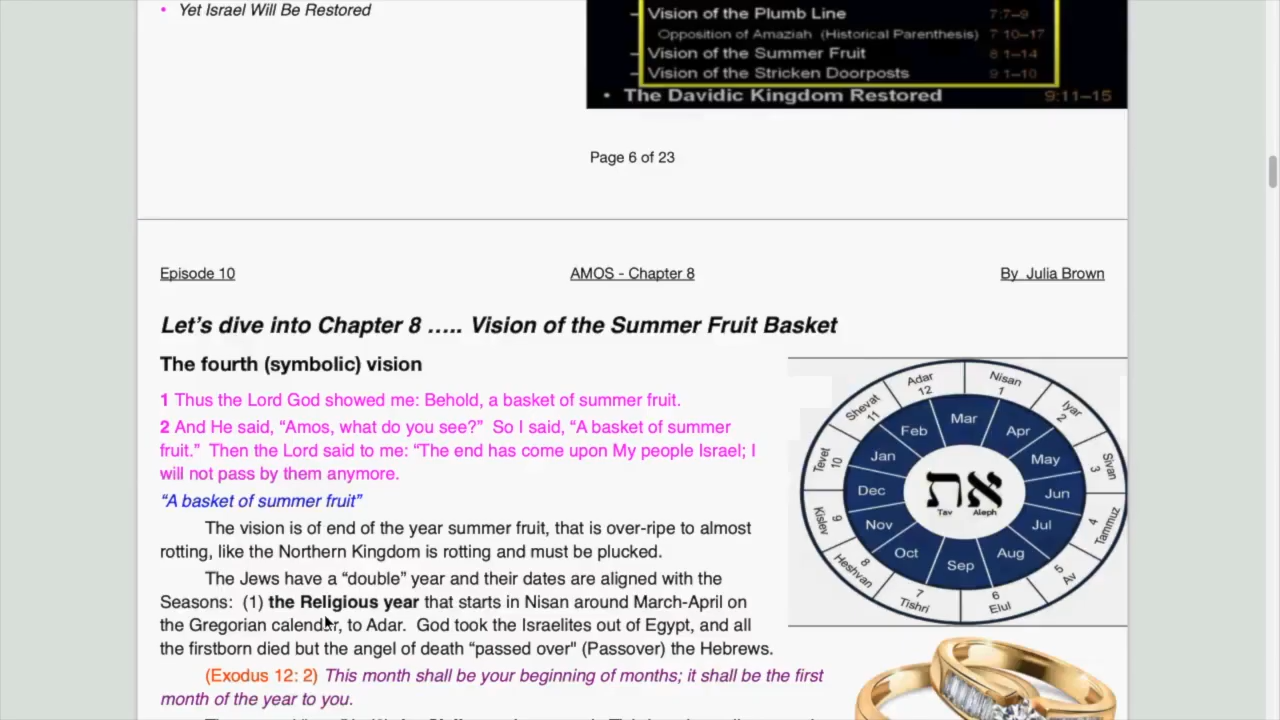 • Yet Israel Will Be Restored
– Vision of the Plumb Line 7:7–9
Opposition of Amaziah (Historical Parenthesis) 7 10–17
– Vision of the Summer Fruit 8 1–14
– Vision of the Stricken Doorposts 9 1–10
• The Davidic Kingdom Restored 9:11–15
Page 6 of 23
Episode 10 AMOS - Chapter 8 By Julia Brown
Let’s dive into Chapter 8 ….. Vision of the Summer Fruit Basket
The fourth (symbolic) vision
1 Thus the Lord God showed me: Behold, a basket of summer fruit.
2 And He said, “Amos, what do you see?” So I said, “A basket of summer
fruit.” Then the Lord said to me: “The end has come upon My people Israel; I
will not pass by them anymore.
“A basket of summer fruit”
The vision is of end of the year summer fruit, that is over-ripe to almost
rotting, like the Northern Kingdom is rotting and must be plucked.
The Jews have a “double” year and their dates are aligned with the
Seasons: (1) the Religious year that starts in Nisan around March-April on
the Gregorian calender, to Adar. God took the Israelites out of Egypt, and all
the firstborn died but the angel of death “passed over” (Passover) the Hebrews.
(Exodus 12: 2) This month shall be your beginning of months; it shall be the first
month of the year to you.
Nisan 1
Iyar 2
Sivan 3
Tammuz 4
Av 5
Elul 6
Tishri 7
Heshvan 8
Kislev 9
Tevet 10
Shevat 11
Adar 12
Mar
Apr
May
Jun
Jul
Aug
Sep
Oct
Nov
Dec
Jan
Feb
את
Tav Aleph